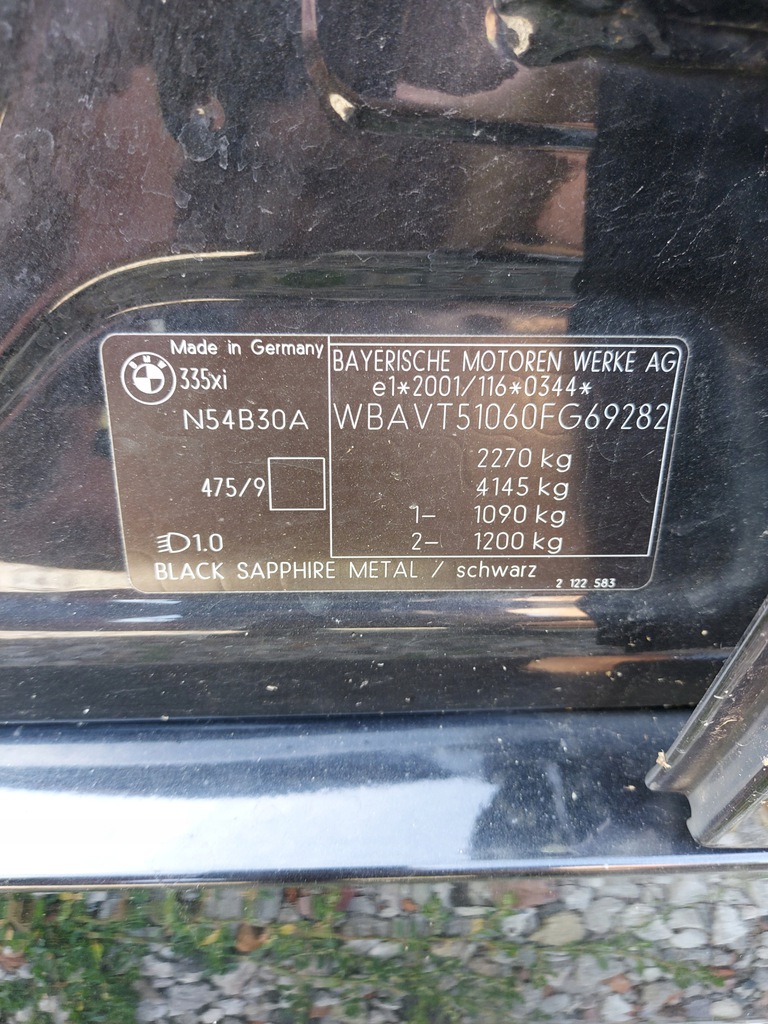 Made in Germany
BMW
335xi
N54B30A
475/9
1.0
BAYERISCHE MOTOREN WERKE AG
e1*2001/116*0344*
WBAVT51060FG69282
2270 kg
4145 kg
1- 1090 kg
2- 1200 kg
BLACK SAPPHIRE METAL / schwarz
2 122 583